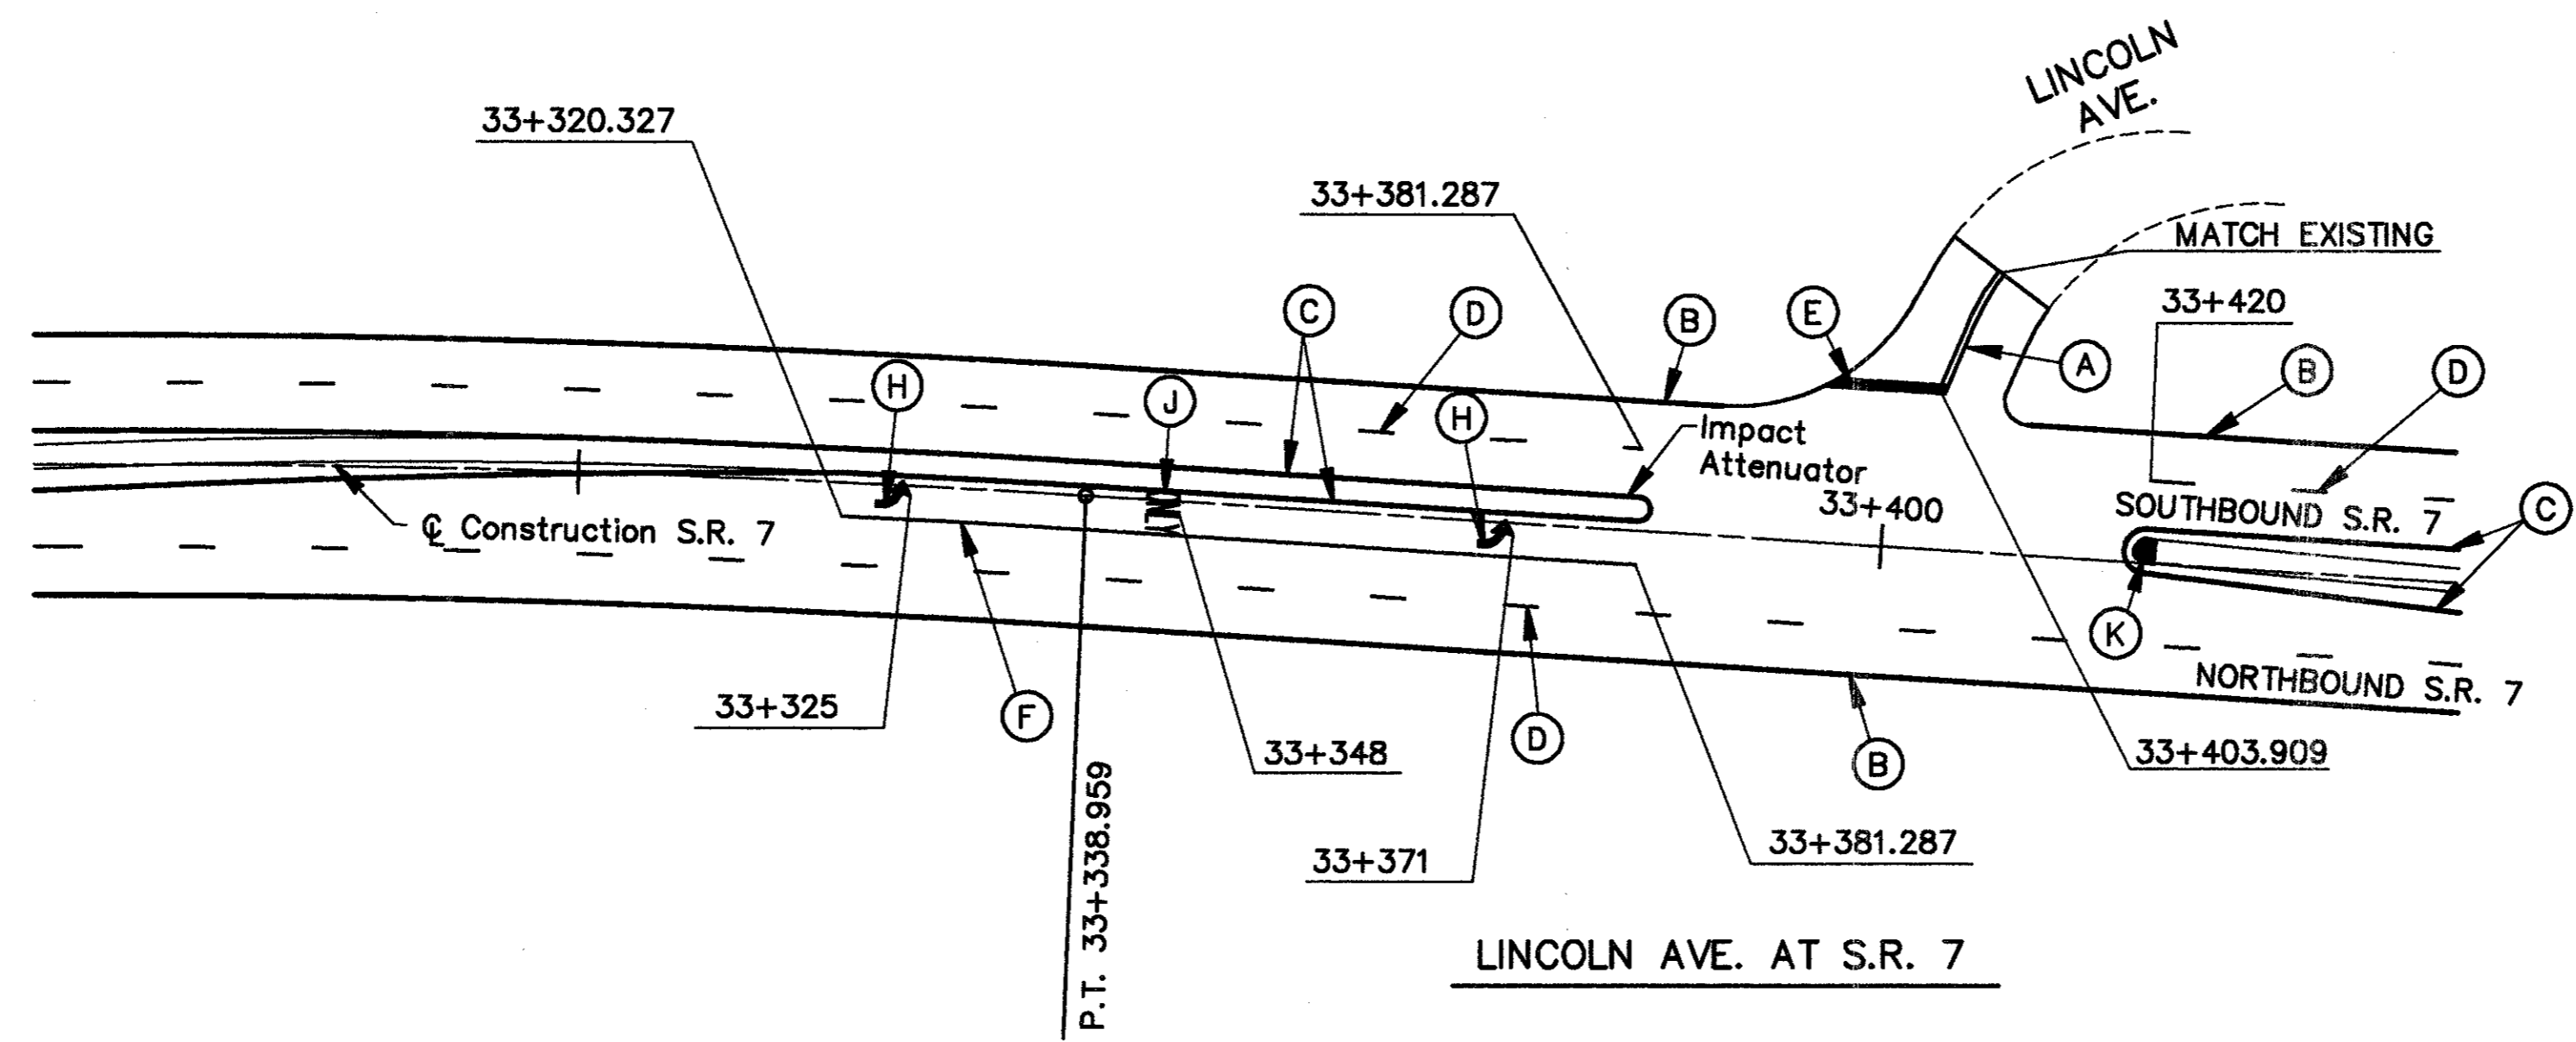 LINCOLN
AVE.
33+320.327
33+381.287
MATCH EXISTING
33+420
C
D
B
E
A
B
D
H
J
H
Impact
Attenuator
33+400
SOUTHBOUND S.R. 7
C
℄ Construction S.R. 7
K
NORTHBOUND S.R. 7
33+325
F
33+348
D
B
33+403.909
P.T. 33+338.959
33+371
33+381.287
LINCOLN AVE. AT S.R. 7